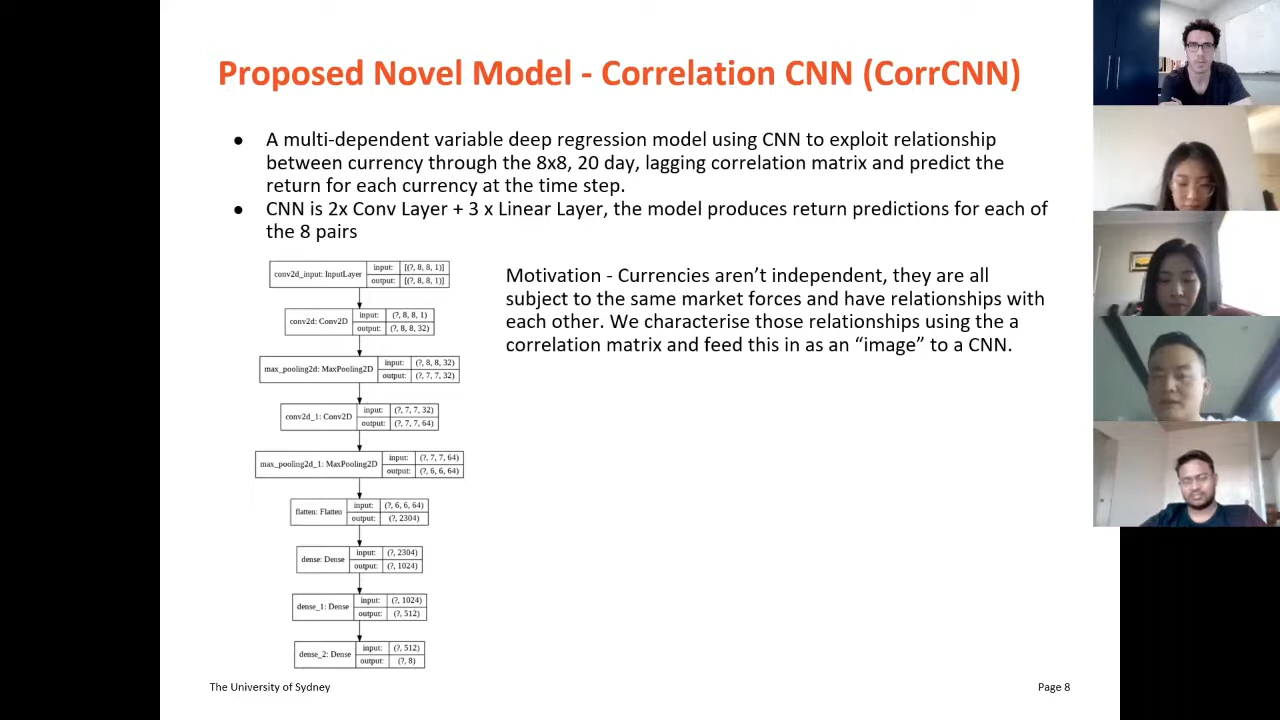 Proposed Novel Model - Correlation CNN (CorrCNN)
● A multi-dependent variable deep regression model using CNN to exploit relationship
between currency through the 8x8, 20 day, lagging correlation matrix and predict the
return for each currency at the time step.
● CNN is 2x Conv Layer + 3 x Linear Layer, the model produces return predictions for each of
the 8 pairs
Motivation - Currencies aren't independent, they are all
subject to the same market forces and have relationships with
each other. We characterise those relationships using the a
correlation matrix and feed this in as an “image” to a CNN.
conv2d_input: InputLayer
input: [(?, 8, 8, 1)]
output: [(?, 8, 8, 1)]
conv2d: Conv2D
input: (?, 8, 8, 1)
output: (?, 8, 8, 32)
max_pooling2d: MaxPooling2D
input: (?, 8, 8, 32)
output: (?, 7, 7, 32)
conv2d_1: Conv2D
input: (?, 7, 7, 32)
output: (?, 7, 7, 64)
max_pooling2d_1: MaxPooling2D
input: (?, 7, 7, 64)
output: (?, 6, 6, 64)
flatten: Flatten
input: (?, 6, 6, 64)
output: (?, 2304)
dense: Dense
input: (?, 2304)
output: (?, 1024)
dense_1: Dense
input: (?, 1024)
output: (?, 512)
dense_2: Dense
input: (?, 512)
output: (?, 8)
The University of Sydney
Page 8